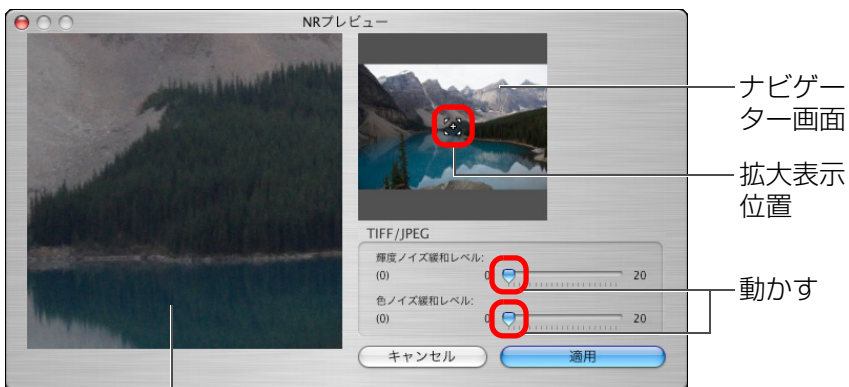 NRプレビュー
ナビゲー
ター画面
拡大表示
位置
TIFF/JPEG
輝度ノイズ緩和レベル:
(0) 0 20
色ノイズ緩和レベル:
(0) 0 20
動かす
キャンセル 適用